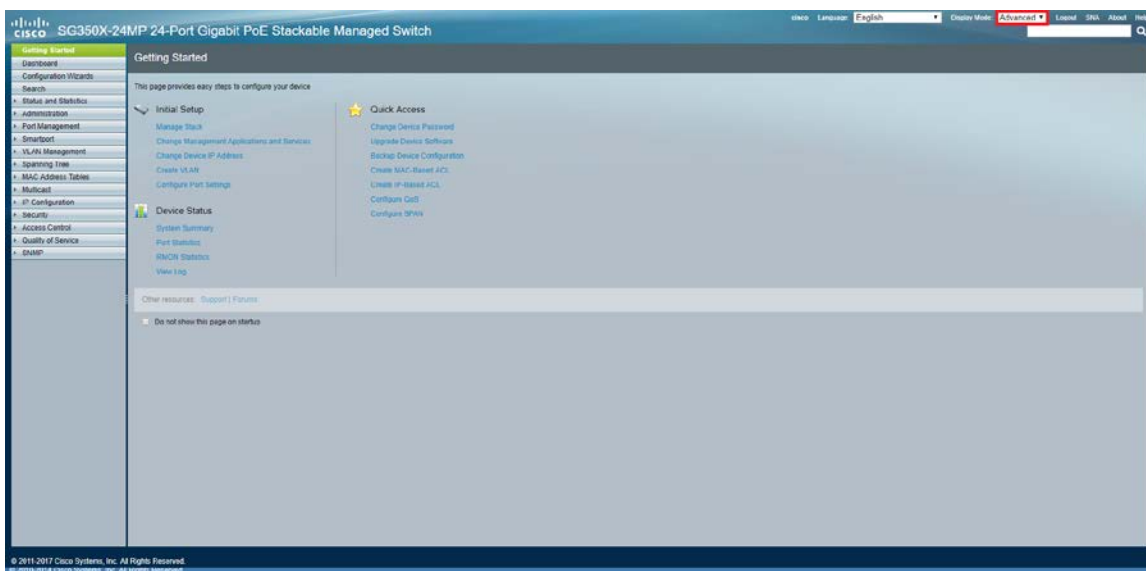 cisco Language: English Display Mode: Advanced Logout SNA About Help
CISCO SG350X-24MP 24-Port Gigabit PoE Stackable Managed Switch
Getting Started
Dashboard
Configuration Wizards
Search
Status and Statistics
Administration
Port Management
Smartport
VLAN Management
Spanning Tree
MAC Address Tables
Multicast
IP Configuration
Security
Access Control
Quality of Service
SNMP
Getting Started
This page provides easy steps to configure your device
Initial Setup
Manage Stack
Change Management Applications and Services
Change Device IP Address
Create VLAN
Configure Port Settings
Device Status
System Summary
Port Statistics
RMON Statistics
View Log
Quick Access
Change Device Password
Upgrade Device Software
Backup Device Configuration
Create MAC-Based ACL
Create IP-Based ACL
Configure QoS
Configure SPAN
Other resources: Support | Forums
Do not show this page on startup
© 2011-2017 Cisco Systems, Inc. All Rights Reserved.